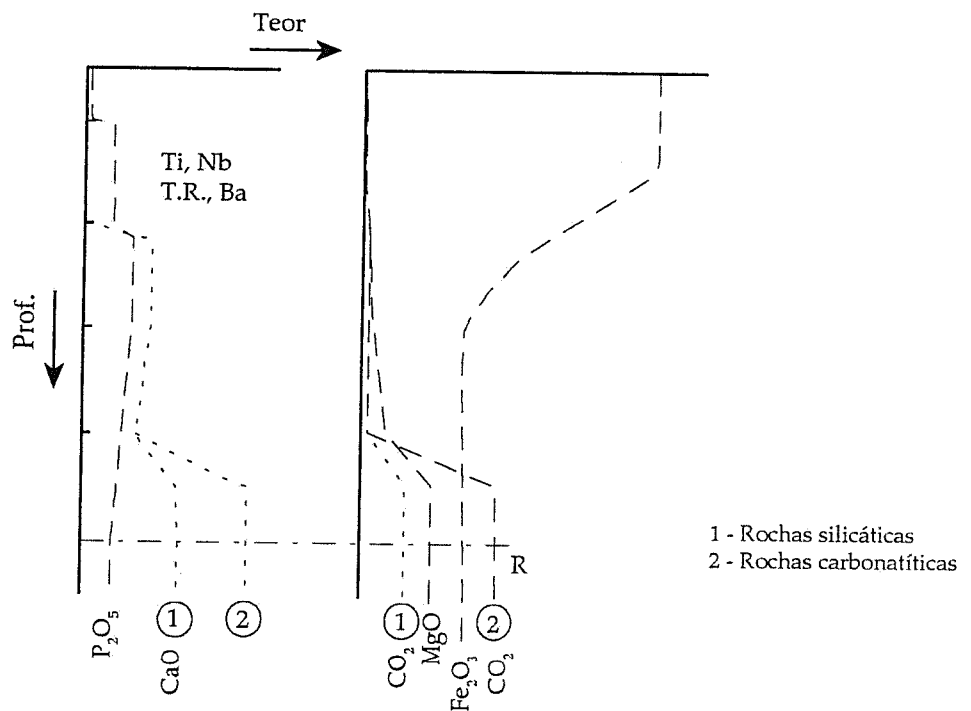 Teor
Ti, Nb
T.R., Ba
Prof.
R
1 - Rochas silicáticas
2 - Rochas carbonatíticas
P₂O₅
1
CaO
2
1
CO₂
MgO
Fe₂O₃
2
CO₂